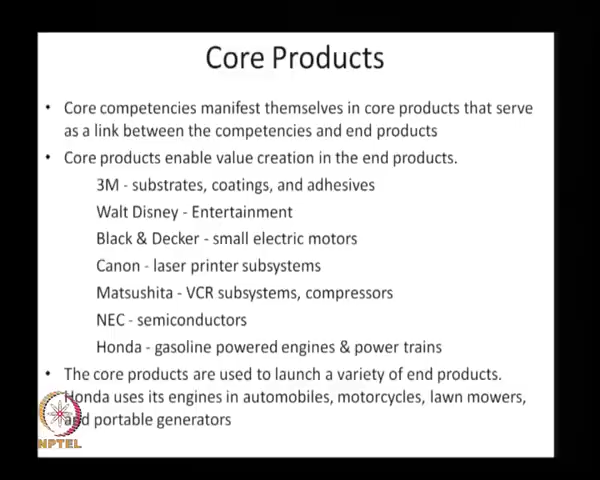 Core Products
• Core competencies manifest themselves in core products that serve
as a link between the competencies and end products
• Core products enable value creation in the end products.
3M - substrates, coatings, and adhesives
Walt Disney - Entertainment
Black & Decker - small electric motors
Canon - laser printer subsystems
Matsushita - VCR subsystems, compressors
NEC - semiconductors
Honda - gasoline powered engines & power trains
• The core products are used to launch a variety of end products.
Honda uses its engines in automobiles, motorcycles, lawn mowers,
and portable generators
NPTEL